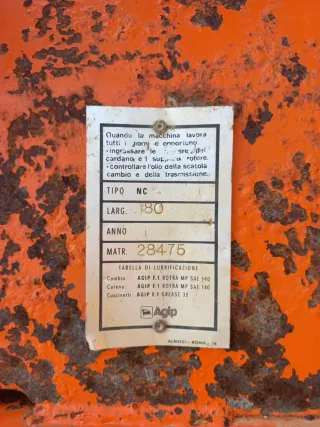 Quando la macchina lavora
tutti i giorni è opportuno:
-ingrassare le
cardano e i supp rotore.
-controllare l'olio della scatola
cambio e della trasmissione.
TIPO NC
LARG. 180
ANNO
MATR. 28475
TABELLA DI LUBRIFICAZIONE
Cambio AGIP F.1 ROTRA MP SAE 140
Catena AGIP F.1 ROTRA MP SAE 140
Cuscinetti AGIP F.1 GREASE 30
Agip